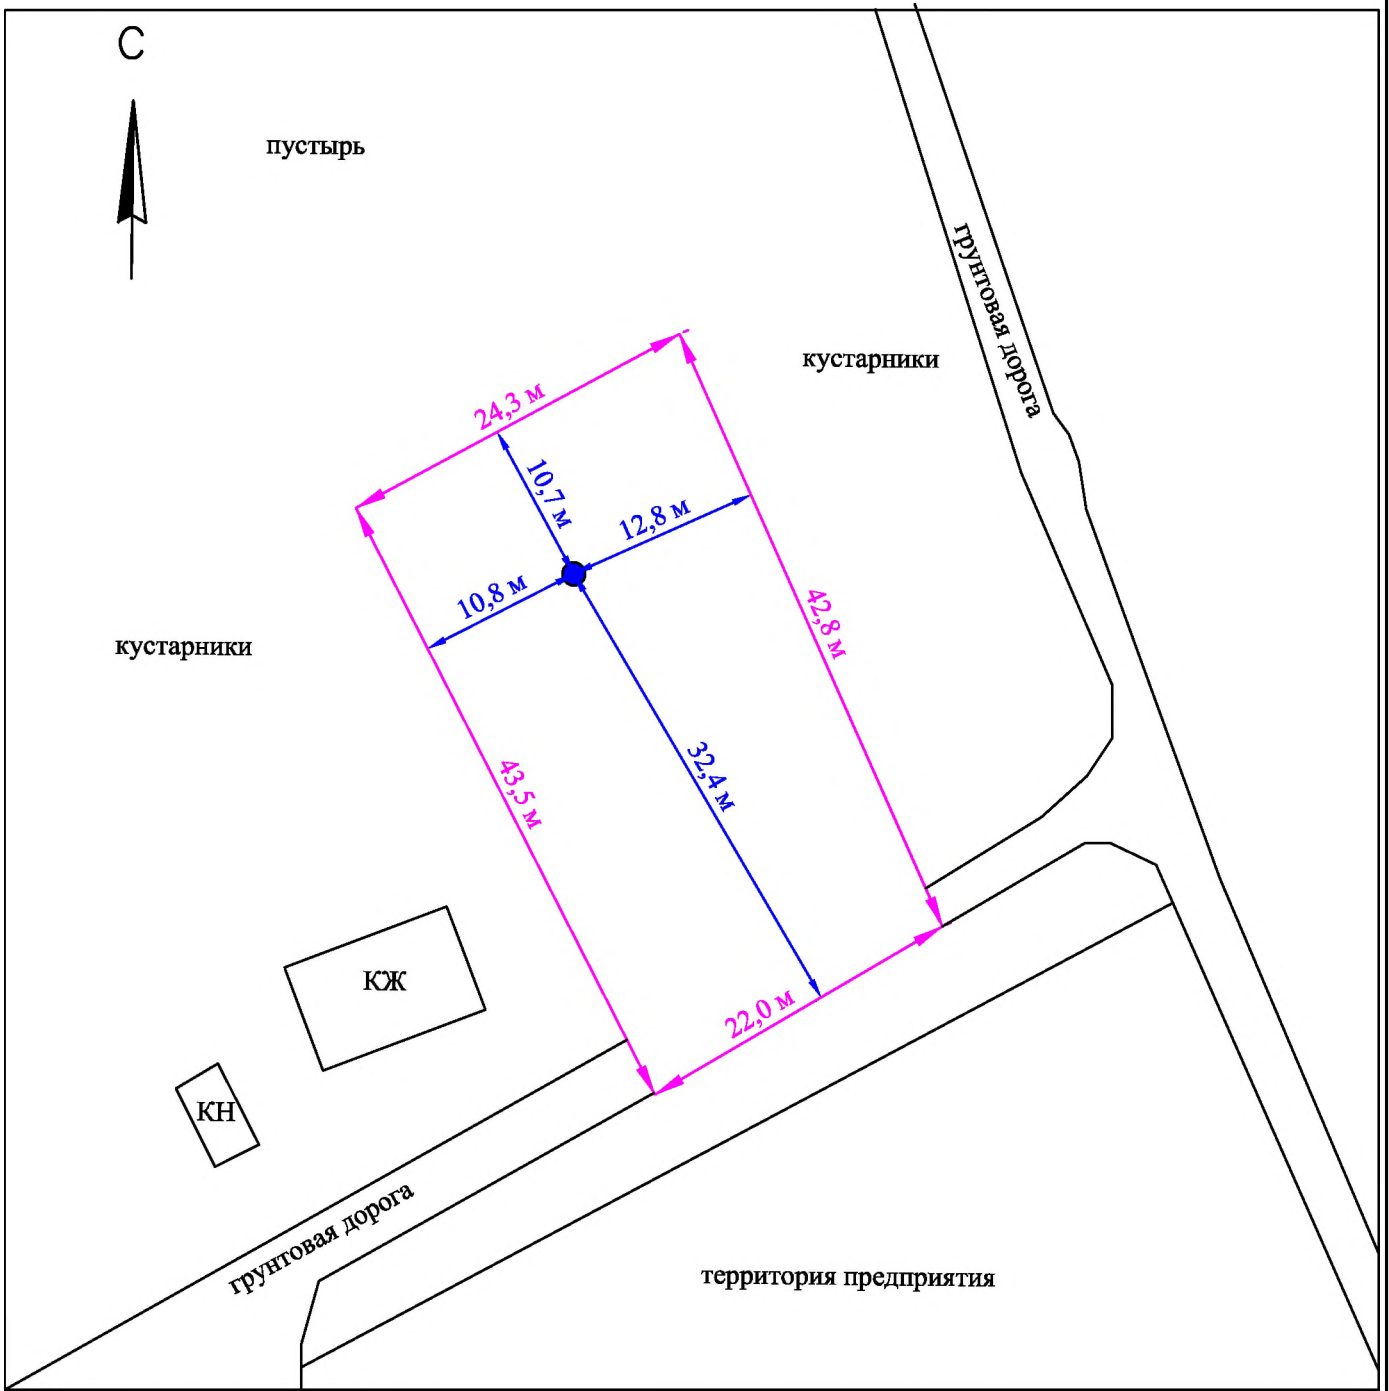 С
пустырь
грунтовая дорога
кустарники
24,3 м
10,7 м
12,8 м
10,8 м
42,8 м
кустарники
32,4 м
43,5 м
КЖ
22,0 м
КН
грунтовая дорога
территория предприятия